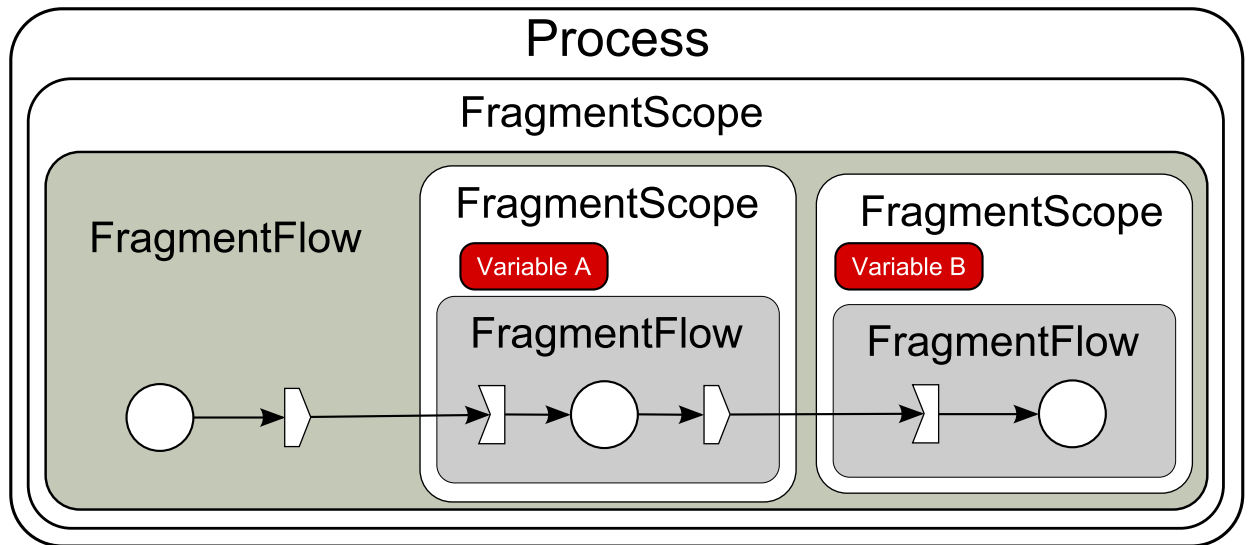 Process
FragmentScope
FragmentFlow
FragmentScope
Variable A
FragmentFlow
FragmentScope
Variable B
FragmentFlow